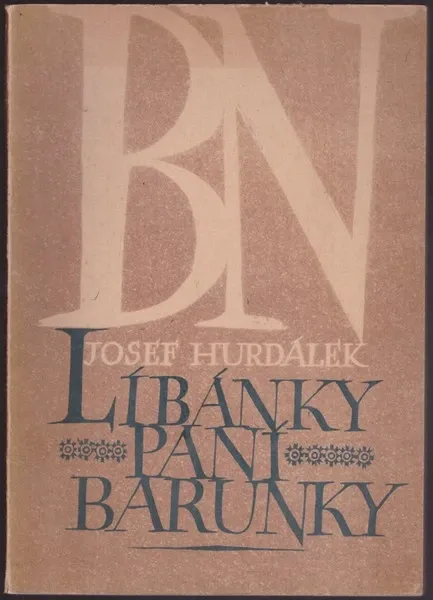 BN
JOSEF HURDÁLEK
LÍBÁNKY
PANÍ
BARUNKY